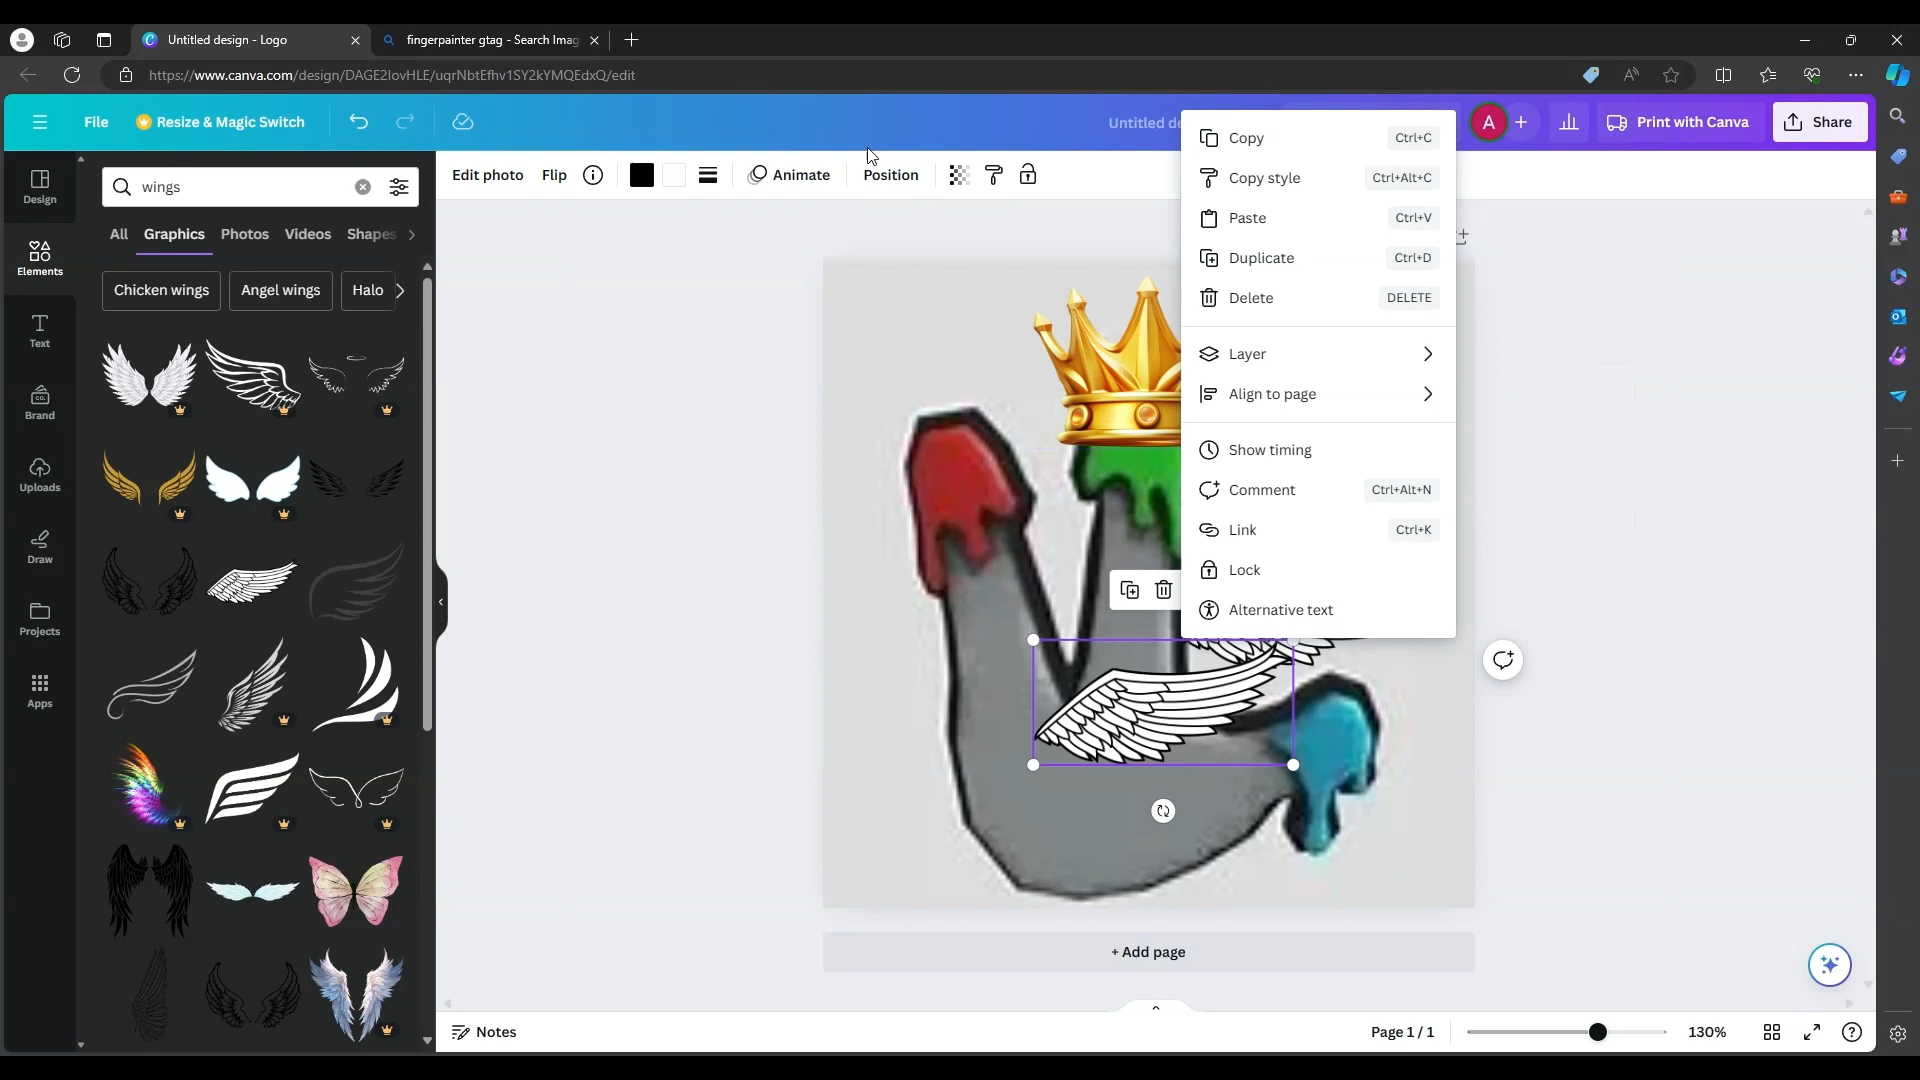 Untitled design - Logo
fingerpainter gtag - Search Imag
https://www.canva.com/design/DAGE2lovHLE/uqrNbtEfhv1SY2kYMQEdxQ/edit
File
Resize & Magic Switch
Untitled de
A
Print with Canva
Share
Edit photo
Flip
Animate
Position
Design
Elements
Text
Brand
Uploads
Draw
Projects
Apps
wings
All
Graphics
Photos
Videos
Shapes
Chicken wings
Angel wings
Halo
Copy
Ctrl+C
Copy style
Ctrl+Alt+C
Paste
Ctrl+V
Duplicate
Ctrl+D
Delete
DELETE
Layer
Align to page
Show timing
Comment
Ctrl+Alt+N
Link
Ctrl+K
Lock
Alternative text
+ Add page
Notes
Page 1 / 1
130%